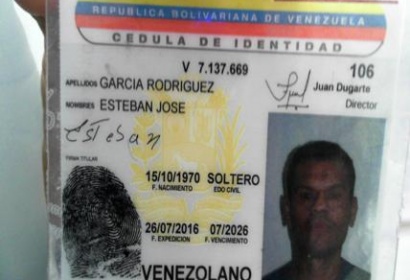 REPUBLICA BOLIVARIANA DE VENEZUELA
CEDULA DE IDENTIDAD
V 7.137.669
106
APELLIDOS GARCIA RODRIGUEZ
Juan Dugarte
Director
NOMBRES ESTEBAN JOSE
Esteban
FIRMA TITULAR
15/10/1970 SOLTERO
F. NACIMIENTO EDO CIVIL
26/07/2016 07/2026
F. EXPEDICION F. VENCIMIENTO
VENEZOLANO